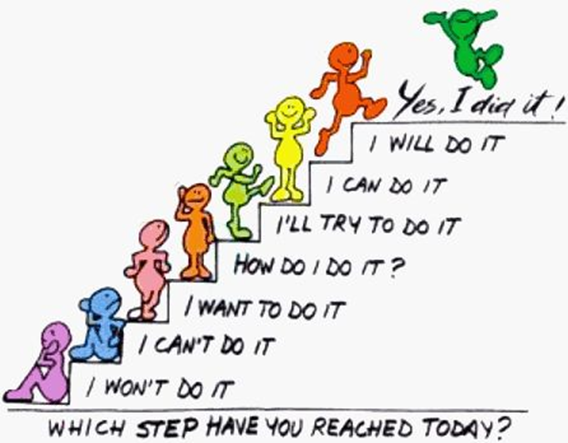 Yes, I did it!
I WILL DO IT
I CAN DO IT
I'LL TRY TO DO IT
HOW DO I DO IT?
I WANT TO DO IT
I CAN'T DO IT
I WON'T DO IT
WHICH STEP HAVE YOU REACHED TODAY?